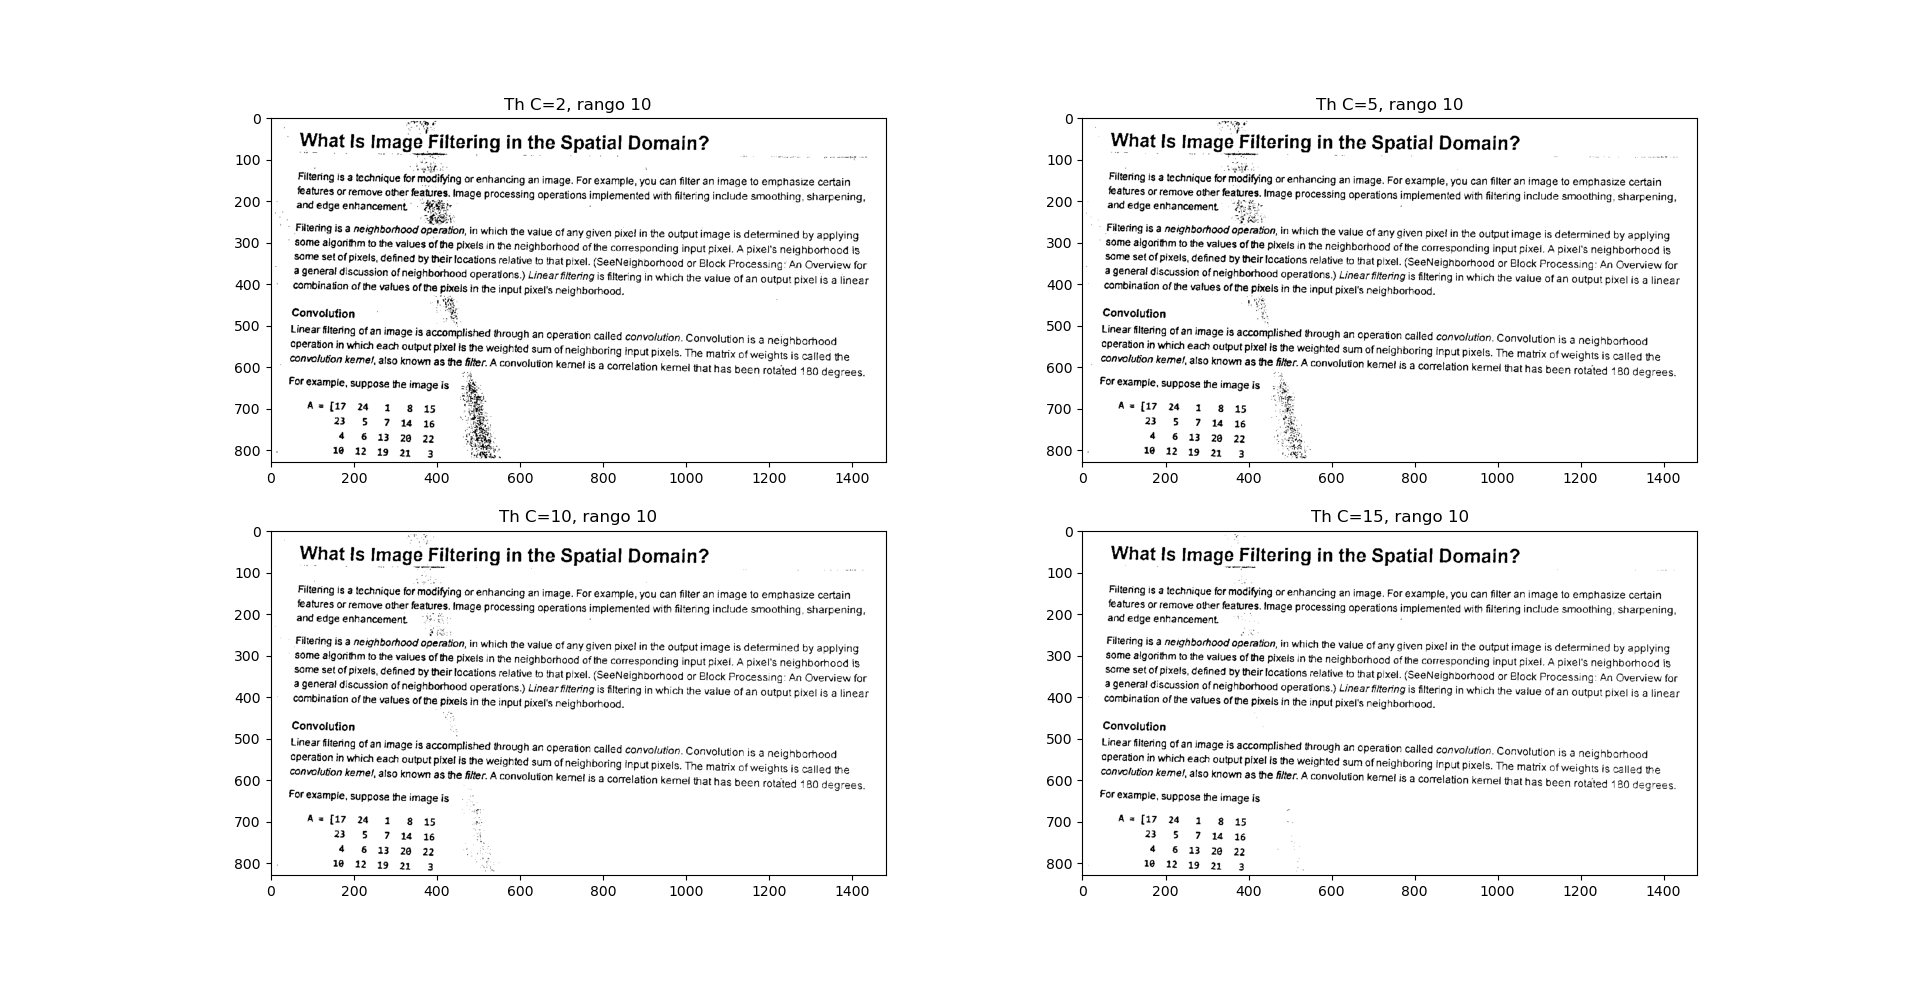 Th C=2, rango 10
What Is Image Filtering in the Spatial Domain?
Filtering is a technique for modifying or enhancing an image. For example, you can filter an image to emphasize certain
features or remove other features. Image processing operations implemented with filtering include smoothing, sharpening,
and edge enhancement.
Filtering is a neighborhood operation, in which the value of any given pixel in the output image is determined by applying
some algorithm to the values of the pixels in the neighborhood of the corresponding input pixel. A pixel's neighborhood is
some set of pixels, defined by their locations relative to that pixel. (SeeNeighborhood or Block Processing: An Overview for
a general discussion of neighborhood operations.) Linear filtering is filtering in which the value of an output pixel is a linear
combination of the values of the pixels in the input pixel's neighborhood.
Convolution
Linear filtering of an image is accomplished through an operation called convolution. Convolution is a neighborhood
operation in which each output pixel is the weighted sum of neighboring input pixels. The matrix of weights is called the
convolution kernel, also known as the filter. A convolution kernel is a correlation kernel that has been rotated 180 degrees.
For example, suppose the image is
A = [17 24 1 8 15
23 5 7 14 16
4 6 13 20 22
10 12 19 21 3
0
100
200
300
400
500
600
700
800
0 200 400 600 800 1000 1200 1400
Th C=5, rango 10
What Is Image Filtering in the Spatial Domain?
Filtering is a technique for modifying or enhancing an image. For example, you can filter an image to emphasize certain
features or remove other features. Image processing operations implemented with filtering include smoothing, sharpening,
and edge enhancement.
Filtering is a neighborhood operation, in which the value of any given pixel in the output image is determined by applying
some algorithm to the values of the pixels in the neighborhood of the corresponding input pixel. A pixel's neighborhood is
some set of pixels, defined by their locations relative to that pixel. (SeeNeighborhood or Block Processing: An Overview for
a general discussion of neighborhood operations.) Linear filtering is filtering in which the value of an output pixel is a linear
combination of the values of the pixels in the input pixel's neighborhood.
Convolution
Linear filtering of an image is accomplished through an operation called convolution. Convolution is a neighborhood
operation in which each output pixel is the weighted sum of neighboring input pixels. The matrix of weights is called the
convolution kernel, also known as the filter. A convolution kernel is a correlation kernel that has been rotated 180 degrees.
For example, suppose the image is
A = [17 24 1 8 15
23 5 7 14 16
4 6 13 20 22
10 12 19 21 3
0
100
200
300
400
500
600
700
800
0 200 400 600 800 1000 1200 1400
Th C=10, rango 10
What Is Image Filtering in the Spatial Domain?
Filtering is a technique for modifying or enhancing an image. For example, you can filter an image to emphasize certain
features or remove other features. Image processing operations implemented with filtering include smoothing, sharpening,
and edge enhancement.
Filtering is a neighborhood operation, in which the value of any given pixel in the output image is determined by applying
some algorithm to the values of the pixels in the neighborhood of the corresponding input pixel. A pixel's neighborhood is
some set of pixels, defined by their locations relative to that pixel. (SeeNeighborhood or Block Processing: An Overview for
a general discussion of neighborhood operations.) Linear filtering is filtering in which the value of an output pixel is a linear
combination of the values of the pixels in the input pixel's neighborhood.
Convolution
Linear filtering of an image is accomplished through an operation called convolution. Convolution is a neighborhood
operation in which each output pixel is the weighted sum of neighboring input pixels. The matrix of weights is called the
convolution kernel, also known as the filter. A convolution kernel is a correlation kernel that has been rotated 180 degrees.
For example, suppose the image is
A = [17 24 1 8 15
23 5 7 14 16
4 6 13 20 22
10 12 19 21 3
0
100
200
300
400
500
600
700
800
0 200 400 600 800 1000 1200 1400
Th C=15, rango 10
What Is Image Filtering in the Spatial Domain?
Filtering is a technique for modifying or enhancing an image. For example, you can filter an image to emphasize certain
features or remove other features. Image processing operations implemented with filtering include smoothing, sharpening,
and edge enhancement.
Filtering is a neighborhood operation, in which the value of any given pixel in the output image is determined by applying
some algorithm to the values of the pixels in the neighborhood of the corresponding input pixel. A pixel's neighborhood is
some set of pixels, defined by their locations relative to that pixel. (SeeNeighborhood or Block Processing: An Overview for
a general discussion of neighborhood operations.) Linear filtering is filtering in which the value of an output pixel is a linear
combination of the values of the pixels in the input pixel's neighborhood.
Convolution
Linear filtering of an image is accomplished through an operation called convolution. Convolution is a neighborhood
operation in which each output pixel is the weighted sum of neighboring input pixels. The matrix of weights is called the
convolution kernel, also known as the filter. A convolution kernel is a correlation kernel that has been rotated 180 degrees.
For example, suppose the image is
A = [17 24 1 8 15
23 5 7 14 16
4 6 13 20 22
10 12 19 21 3
0
100
200
300
400
500
600
700
800
0 200 400 600 800 1000 1200 1400